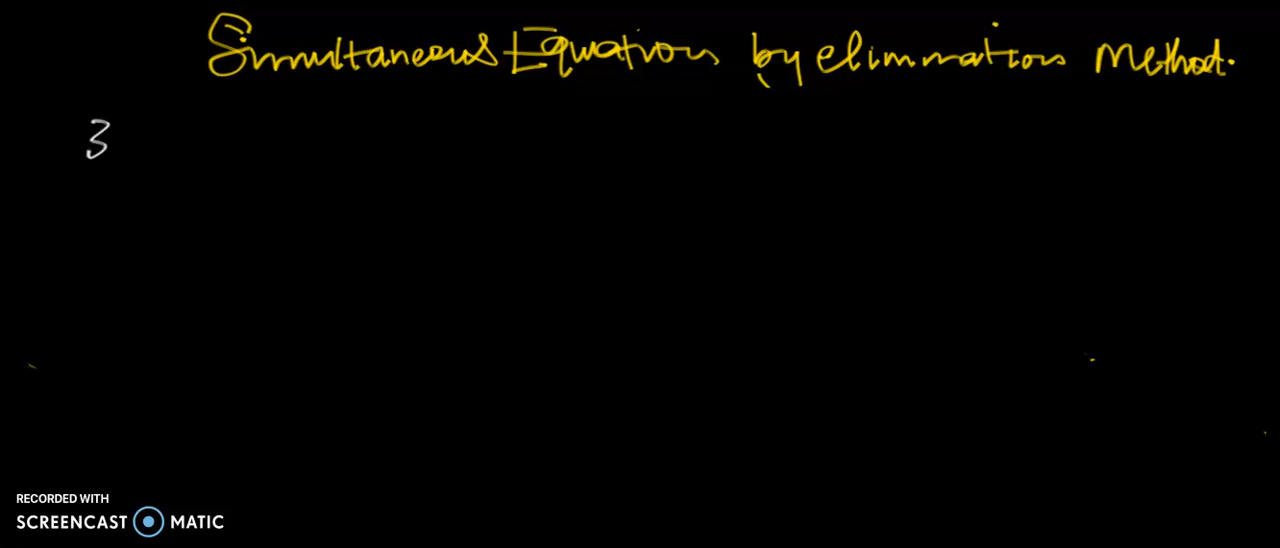 Simultaneous Equations by elimination Method.
3
RECORDED WITH
SCREENCAST MATIC